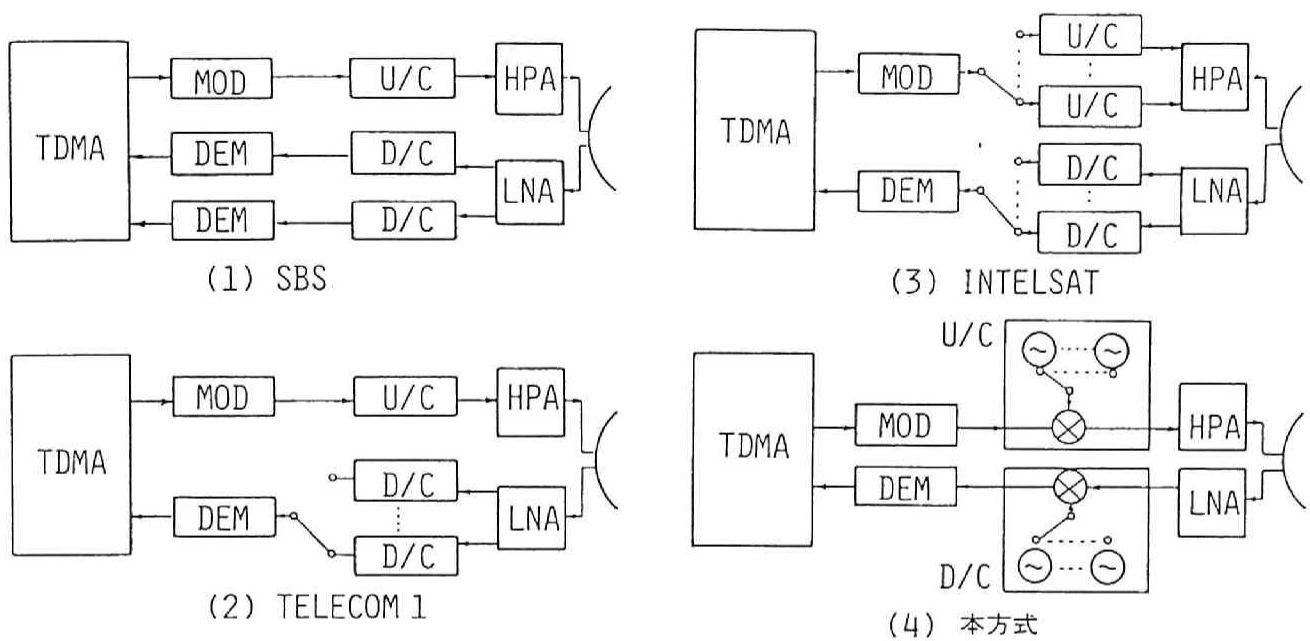 TDMA
MOD
U/C
HPA
DEM
D/C
LNA
DEM
D/C
(1) SBS
TDMA
MOD
U/C
U/C
HPA
DEM
D/C
D/C
LNA
(3) INTELSAT
TDMA
MOD
U/C
HPA
DEM
D/C
D/C
LNA
(2) TELECOM 1
TDMA
U/C
MOD
HPA
DEM
LNA
D/C
(4) 本方式